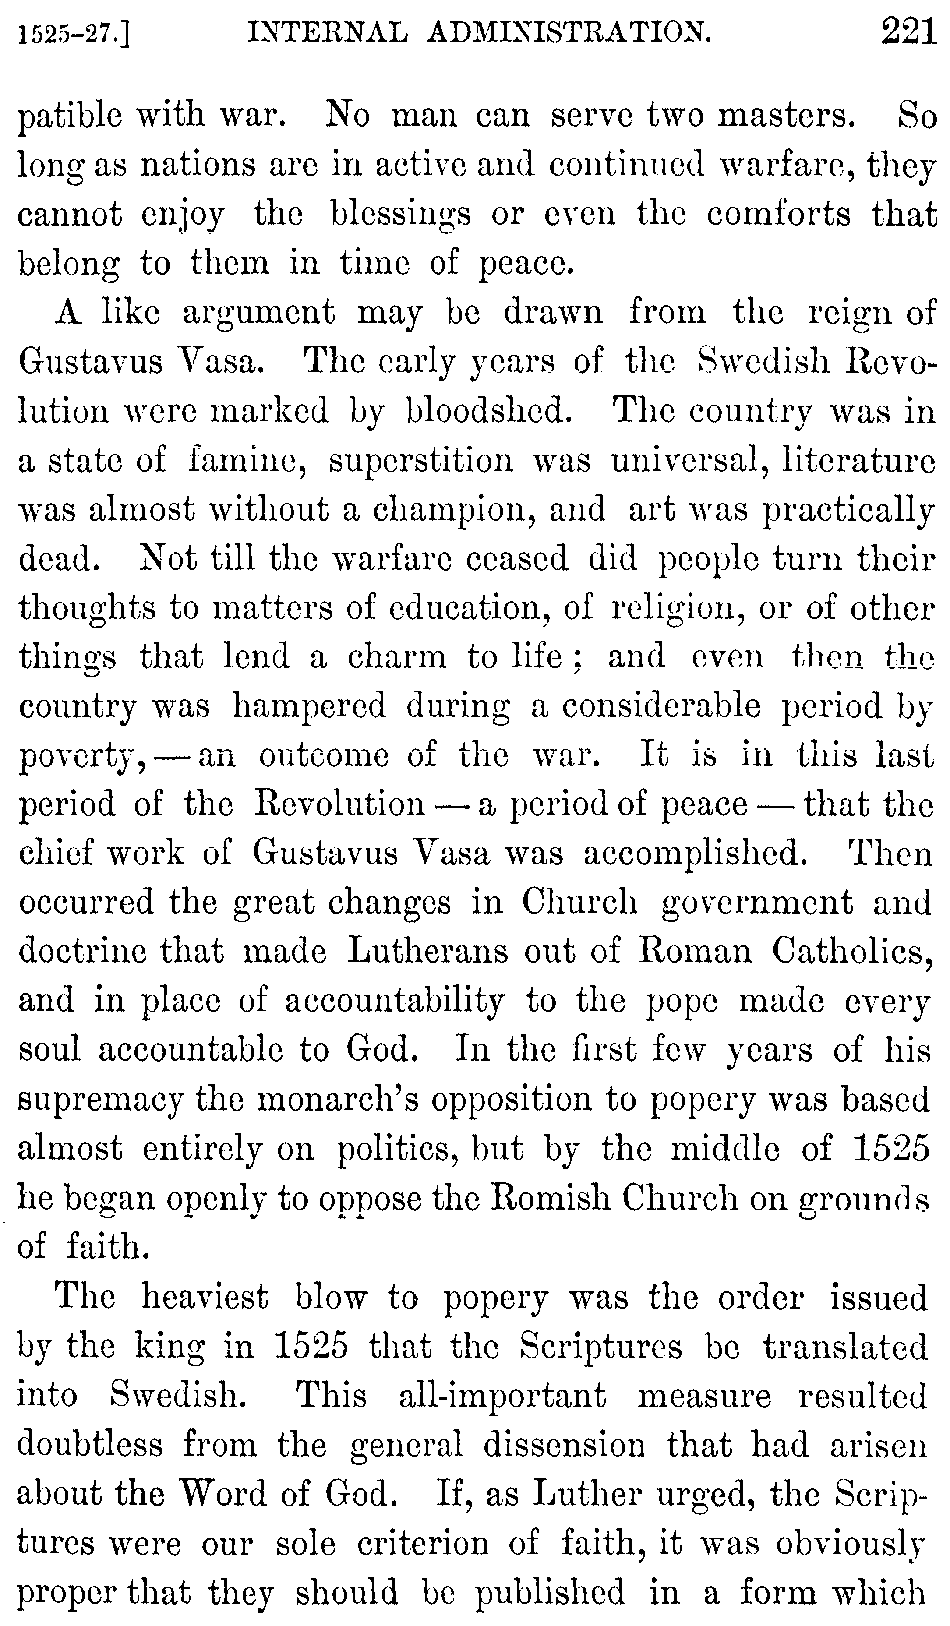 1525–27.] INTERNAL ADMINISTRATION. 221
patible with war. No man can serve two masters. So
long as nations are in active and continued warfare, they
cannot enjoy the blessings or even the comforts that
belong to them in time of peace.
A like argument may be drawn from the reign of
Gustavus Vasa. The early years of the Swedish Revo-
lution were marked by bloodshed. The country was in
a state of famine, superstition was universal, literature
was almost without a champion, and art was practically
dead. Not till the warfare ceased did people turn their
thoughts to matters of education, of religion, or of other
things that lend a charm to life; and even then the
country was hampered during a considerable period by
poverty,—an outcome of the war. It is in this last
period of the Revolution — a period of peace — that the
chief work of Gustavus Vasa was accomplished. Then
occurred the great changes in Church government and
doctrine that made Lutherans out of Roman Catholics,
and in place of accountability to the pope made every
soul accountable to God. In the first few years of his
supremacy the monarch's opposition to popery was based
almost entirely on politics, but by the middle of 1525
he began openly to oppose the Romish Church on grounds
of faith.
The heaviest blow to popery was the order issued
by the king in 1525 that the Scriptures be translated
into Swedish. This all-important measure resulted
doubtless from the general dissension that had arisen
about the Word of God. If, as Luther urged, the Scrip-
tures were our sole criterion of faith, it was obviously
proper that they should be published in a form which